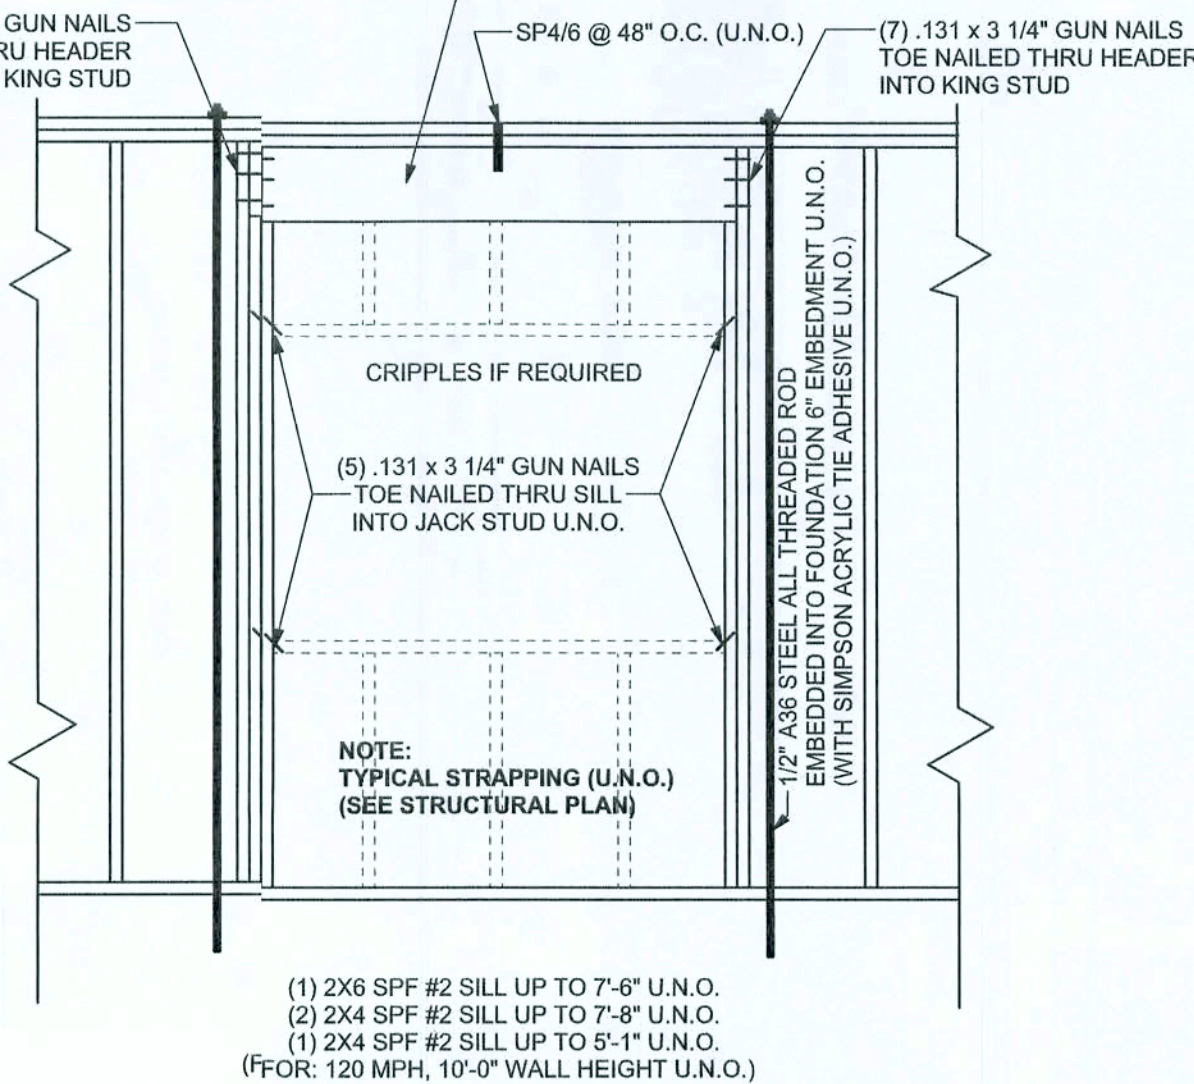 GUN NAILS
RU HEADER
KING STUD
SP4/6 @ 48" O.C. (U.N.O.)
(7) .131 x 3 1/4" GUN NAILS
TOE NAILED THRU HEADER
INTO KING STUD
CRIPPLES IF REQUIRED
(5) .131 x 3 1/4" GUN NAILS
TOE NAILED THRU SILL
INTO JACK STUD U.N.O.
1/2" A36 STEEL ALL THREADED ROD
EMBEDDED INTO FOUNDATION 6" EMBEDMENT U.N.O.
(WITH SIMPSON ACRYLIC TIE ADHESIVE U.N.O.)
NOTE:
TYPICAL STRAPPING (U.N.O.)
(SEE STRUCTURAL PLAN)
(1) 2X6 SPF #2 SILL UP TO 7'-6" U.N.O.
(2) 2X4 SPF #2 SILL UP TO 7'-8" U.N.O.
(1) 2X4 SPF #2 SILL UP TO 5'-1" U.N.O.
(FFOR: 120 MPH, 10'-0" WALL HEIGHT U.N.O.)